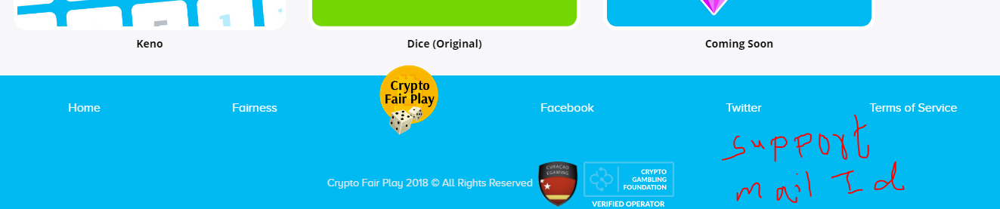 Keno
Dice (Original)
Coming Soon
Crypto
Fair Play
Home
Fairness
Facebook
Twitter
Terms of Service
support
mail Id
Crypto Fair Play 2018 © All Rights Reserved
CURAÇAO
EGAMING
CRYPTO
GAMBLING
FOUNDATION
VERIFIED OPERATOR